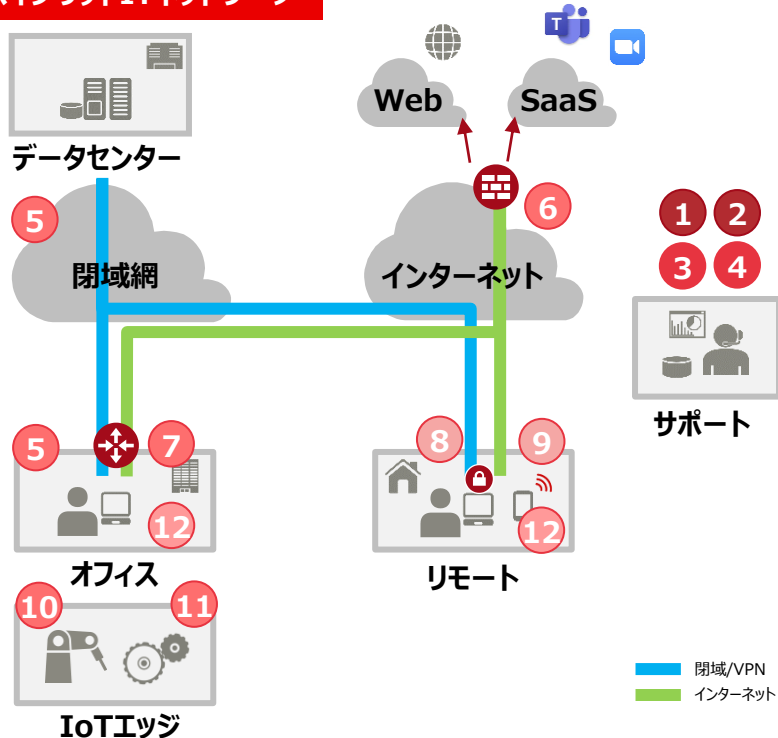 Web
SaaS
データセンター
5
6
1
2
閉域網
インターネット
3
4
サポート
5
7
8
9
12
12
オフィス
リモート
10
11
閉域/VPN
インターネット
IoTエッジ